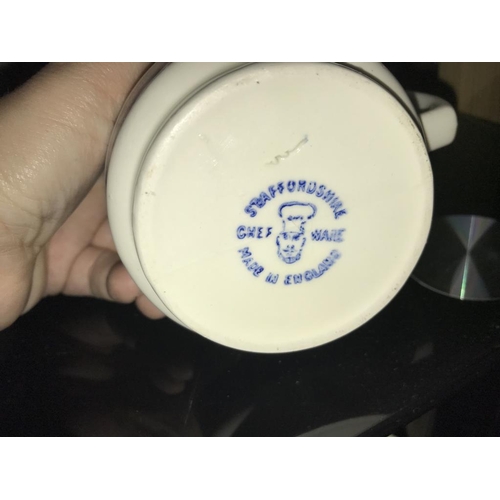 STAFFORDSHIRE
CHEF WARE
MADE IN ENGLAND